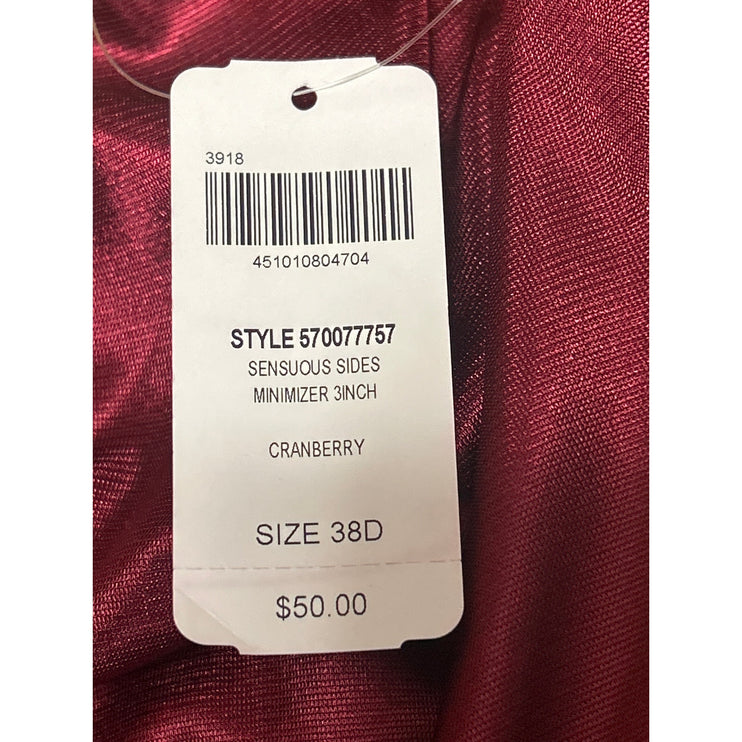 3918
451010804704
STYLE 570077757
SENSUOUS SIDES
MINIMIZER 3INCH
CRANBERRY
SIZE 38D
$50.00